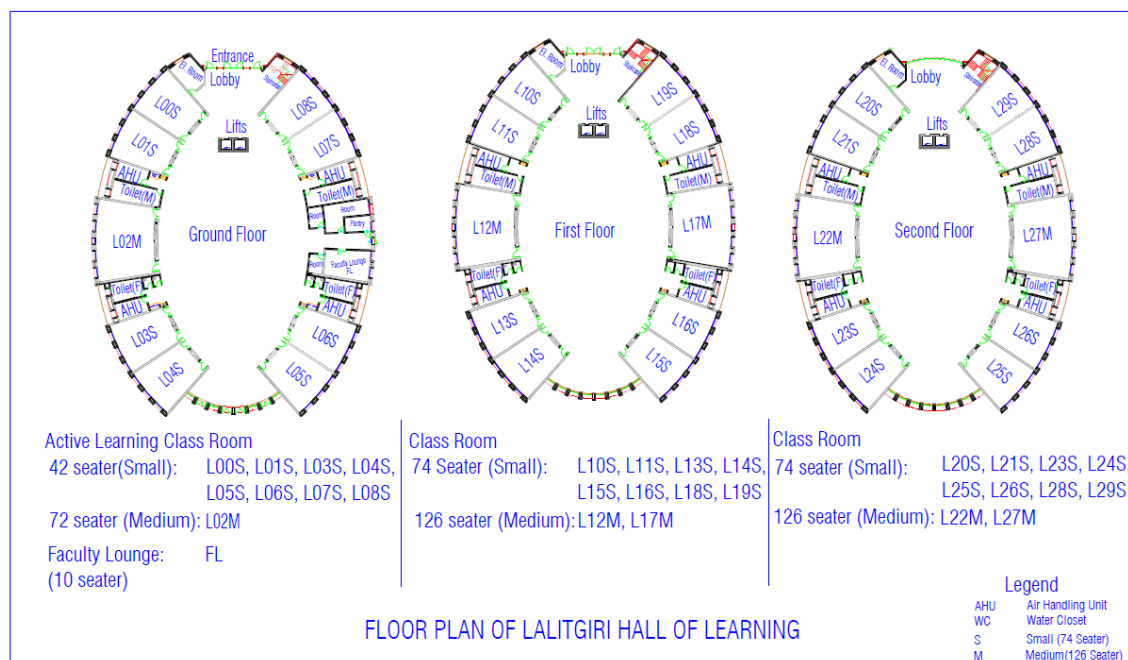 Entrance
El. Room
Lobby
Staircase
L00S
L08S
Lifts
L01S
L07S
AHU
AHU
Toilet(M)
Toilet(M)
Room
Room
Pantry
L02M
Ground Floor
Room
Faculty Lounge
FL
Toilet(F)
Toilet(F)
AHU
AHU
L03S
L06S
L04S
L05S
El. Room
Lobby
Staircase
L10S
L19S
Lifts
L11S
L18S
AHU
AHU
Toilet(M)
Toilet(M)
L12M
First Floor
L17M
Toilet(F)
Toilet(F)
AHU
AHU
L13S
L16S
L14S
L15S
El. Room
Lobby
Staircase
L20S
L29S
Lifts
L21S
L28S
AHU
AHU
Toilet(M)
Toilet(M)
L22M
Second Floor
L27M
Toilet(F)
Toilet(F)
AHU
AHU
L23S
L26S
L24S
L25S
Active Learning Class Room
42 seater(Small): L00S, L01S, L03S, L04S,
L05S, L06S, L07S, L08S
72 seater (Medium): L02M
Faculty Lounge: FL
(10 seater)
Class Room
74 Seater (Small): L10S, L11S, L13S, L14S,
L15S, L16S, L18S, L19S
126 seater (Medium): L12M, L17M
Class Room
74 seater (Small): L20S, L21S, L23S, L24S,
L25S, L26S, L28S, L29S
126 seater (Medium): L22M, L27M
Legend
AHU Air Handling Unit
WC Water Closet
S Small (74 Seater)
M Medium(126 Seater)
FLOOR PLAN OF LALITGIRI HALL OF LEARNING